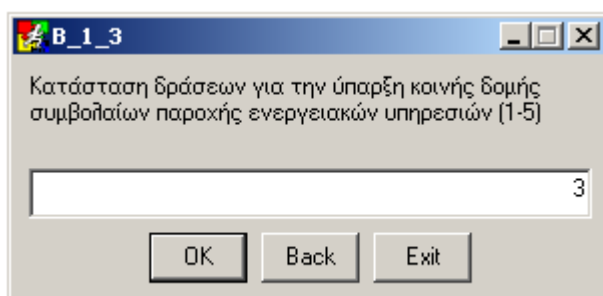 B_1_3
Κατάσταση δράσεων για την ύπαρξη κοινής δομής
συμβολαίων παροχής ενεργειακών υπηρεσιών (1-5)
3
OK Back Exit